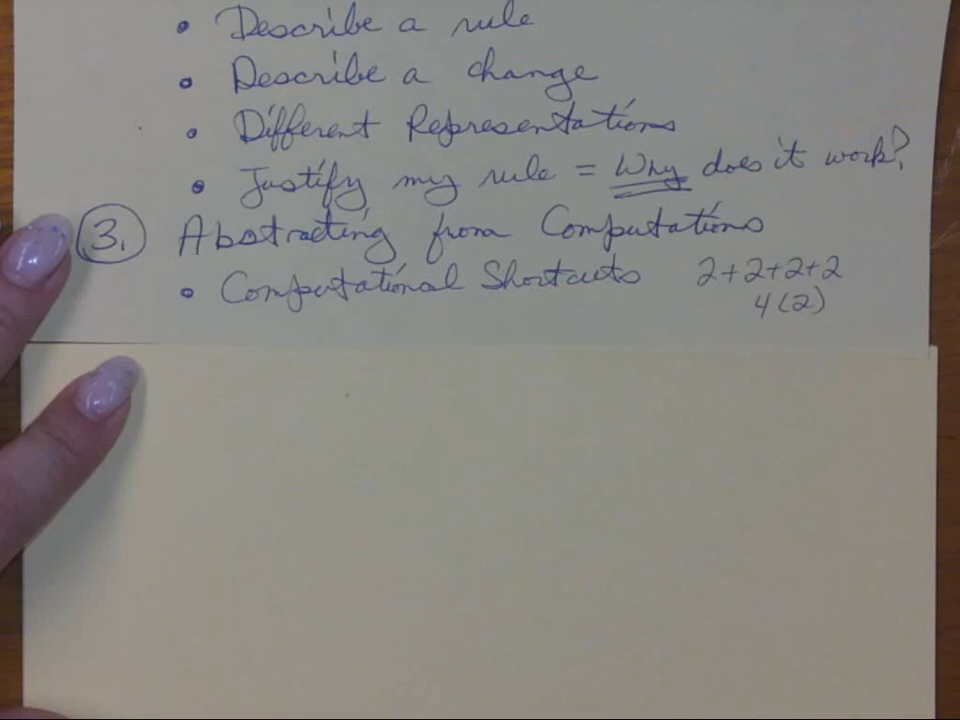 • Describe a rule
• Describe a change
• Different Representations
• Justify my rule = Why does it work?
3. Abstracting from Computations
• Computational Shortcuts 2+2+2+2
4(2)